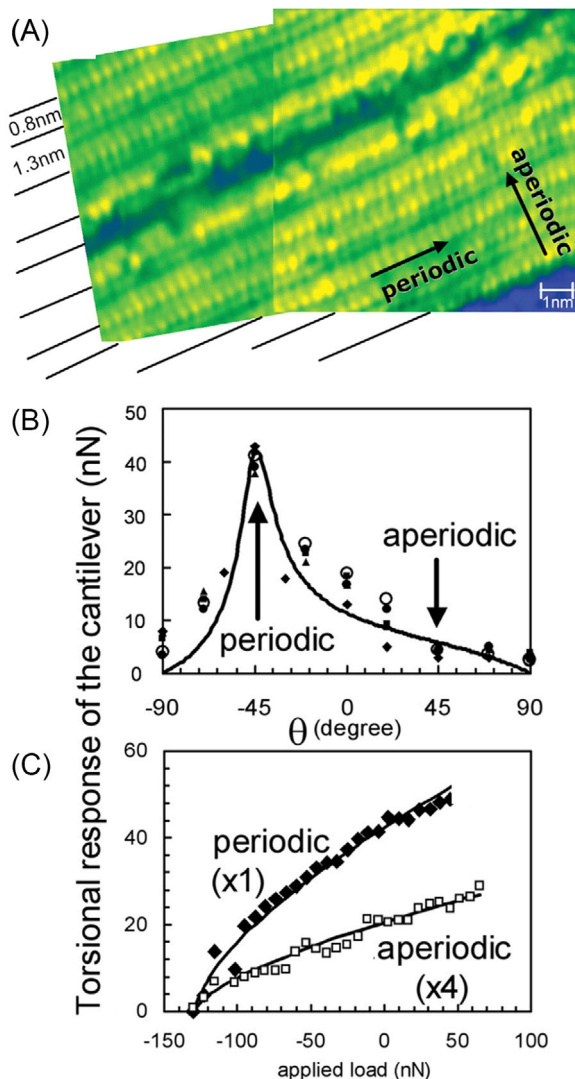 (A)
0.8nm
1.3nm
aperiodic
periodic
1nm
(B)
Torsional response of the cantilever (nN)
50
40
30
20
10
0
aperiodic
periodic
-90
-45
0
45
90
θ (degree)
(C)
60
40
20
0
periodic
(x1)
aperiodic
(x4)
-150
-100
-50
0
50
100
applied load (nN)